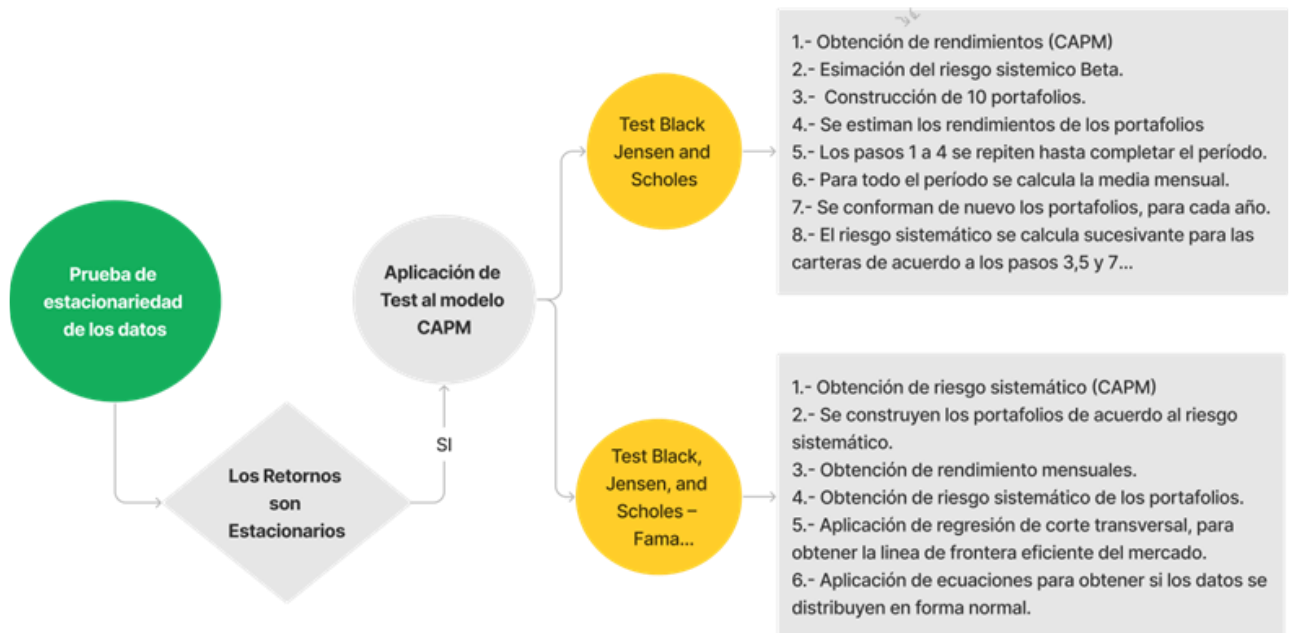 Prueba de
estacionariedad
de los datos
Los Retornos
son
Estacionarios
SI
Aplicación de
Test al modelo
CAPM
Test Black
Jensen and
Scholes
1.- Obtención de rendimientos (CAPM)
2.- Esimación del riesgo sistemico Beta.
3.- Construcción de 10 portafolios.
4.- Se estiman los rendimientos de los portafolios
5.- Los pasos 1 a 4 se repiten hasta completar el período.
6.- Para todo el período se calcula la media mensual.
7.- Se conforman de nuevo los portafolios, para cada año.
8.- El riesgo sistemático se calcula sucesivante para las
carteras de acuerdo a los pasos 3,5 y 7...
Test Black,
Jensen, and
Scholes –
Fama...
1.- Obtención de riesgo sistemático (CAPM)
2.- Se construyen los portafolios de acuerdo al riesgo
sistemático.
3.- Obtención de rendimiento mensuales.
4.- Obtención de riesgo sistemático de los portafolios.
5.- Aplicación de regresión de corte transversal, para
obtener la linea de frontera eficiente del mercado.
6.- Aplicación de ecuaciones para obtener si los datos se
distribuyen en forma normal.